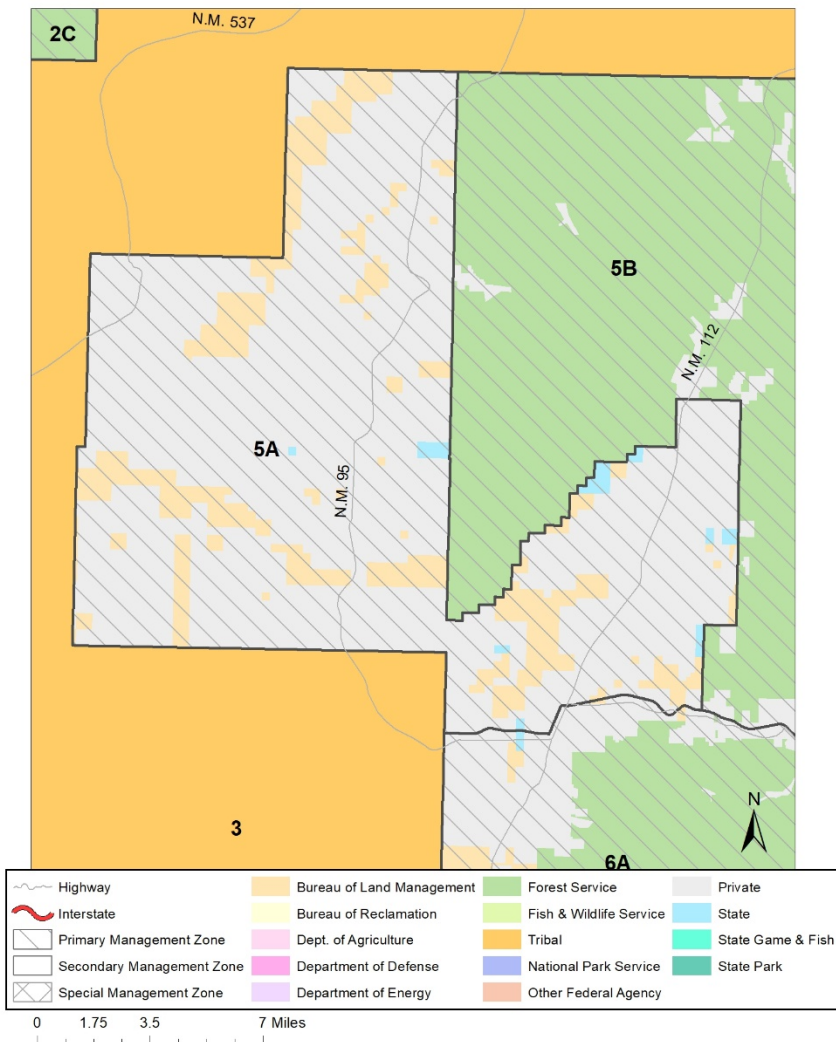 2C
N.M. 537
5B
N.M. 112
5A
N.M. 95
3
N
6A
Highway
Interstate
Primary Management Zone
Secondary Management Zone
Special Management Zone
Bureau of Land Management
Bureau of Reclamation
Dept. of Agriculture
Department of Defense
Department of Energy
Forest Service
Fish & Wildlife Service
Tribal
National Park Service
Other Federal Agency
Private
State
State Game & Fish
State Park
0 1.75 3.5 7 Miles